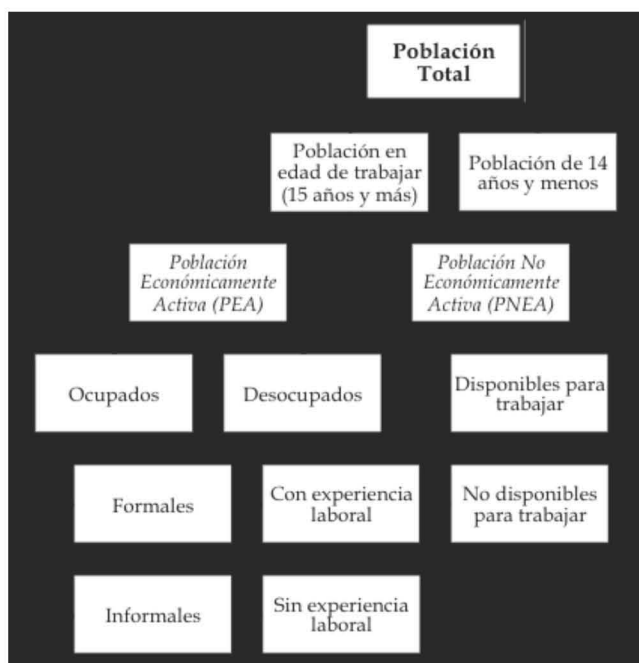 Población
Total
Población en
edad de trabajar
(15 años y más)
Población de 14
años y menos
Población
Económicamente
Activa (PEA)
Población No
Económicamente
Activa (PNEA)
Ocupados
Desocupados
Disponibles para
trabajar
Formales
Con experiencia
laboral
No disponibles
para trabajar
Informales
Sin experiencia
laboral